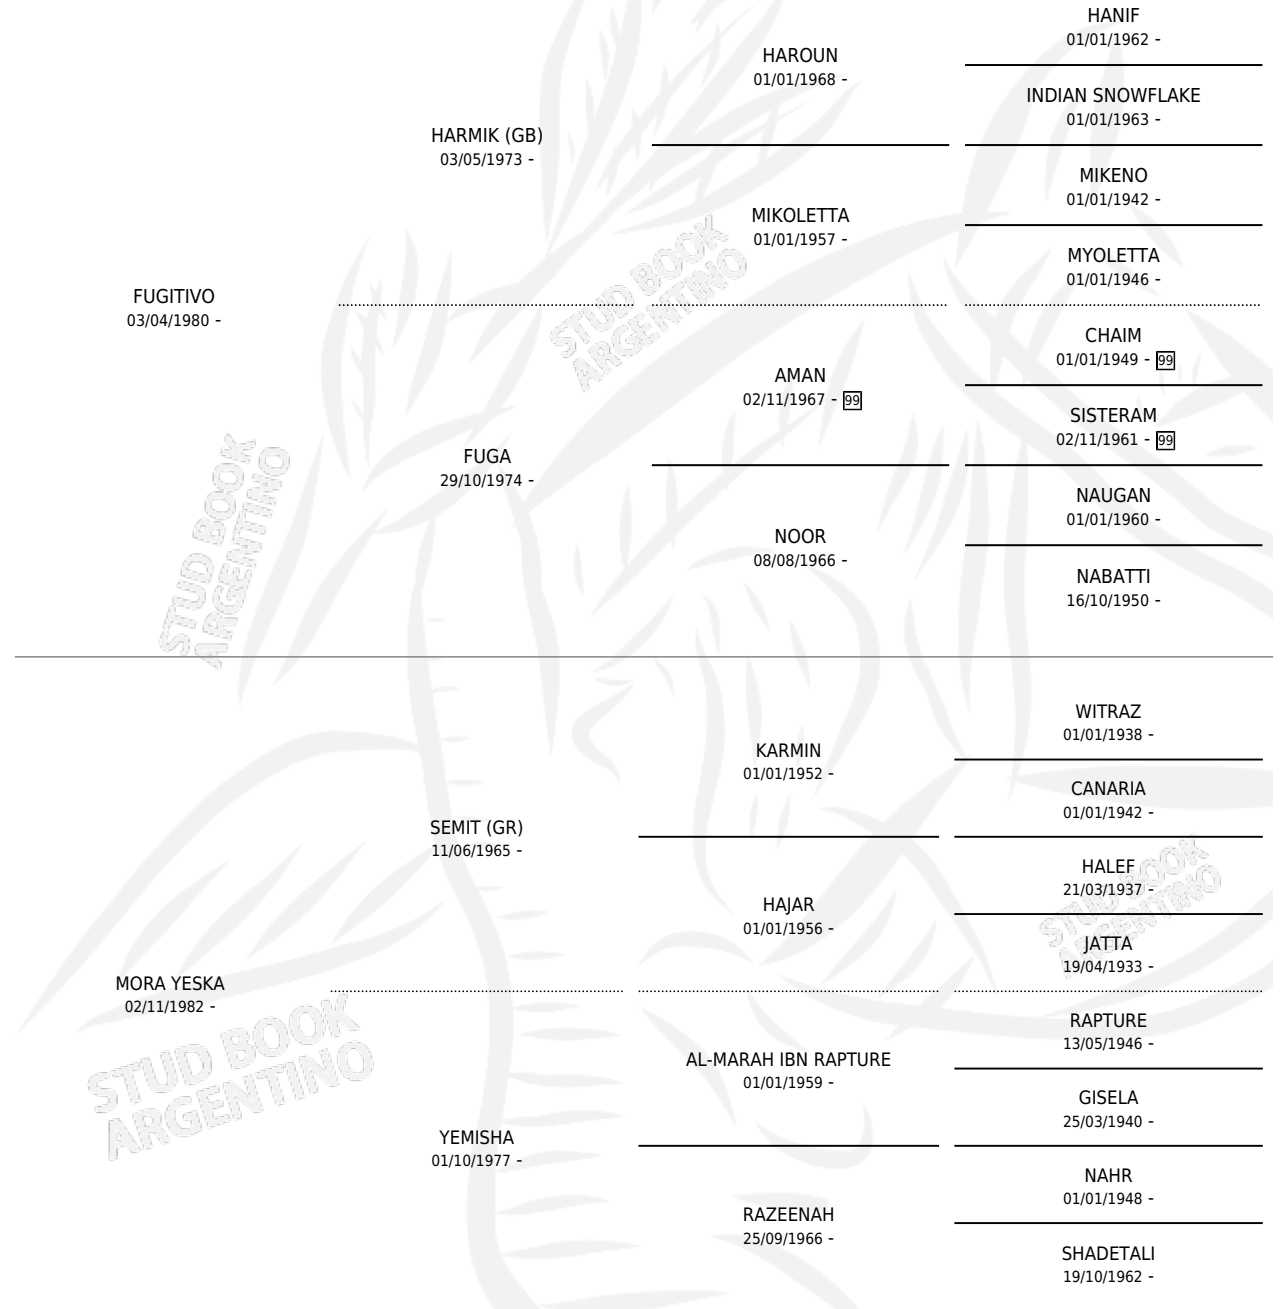 HANIF
01/01/1962 -
HAROUN
01/01/1968 -
INDIAN SNOWFLAKE
01/01/1963 -
HARMIK (GB)
03/05/1973 -
MIKENO
01/01/1942 -
MIKOLETTA
01/01/1957 -
MYOLETTA
01/01/1946 -
FUGITIVO
03/04/1980 -
STUD BOOK
ARGENTINO
CHAIM
01/01/1949 - 99
AMAN
02/11/1967 - 99
SISTERAM
02/11/1961 - 99
FUGA
29/10/1974 -
NAUGAN
01/01/1960 -
NOOR
08/08/1966 -
NABATTI
16/10/1950 -
STUD BOOK
ARGENTINO
WITRAZ
01/01/1938 -
KARMIN
01/01/1952 -
CANARIA
01/01/1942 -
SEMIT (GR)
11/06/1965 -
HALEF
21/03/1937 -
HAJAR
01/01/1956 -
JATTA
19/04/1933 -
STUD BOOK
ARGENTINO
MORA YESKA
02/11/1982 -
RAPTURE
13/05/1946 -
AL-MARAH IBN RAPTURE
01/01/1959 -
GISELA
25/03/1940 -
STUD BOOK
ARGENTINO
YEMISHA
01/10/1977 -
NAHR
01/01/1948 -
RAZEENAH
25/09/1966 -
SHADETALI
19/10/1962 -